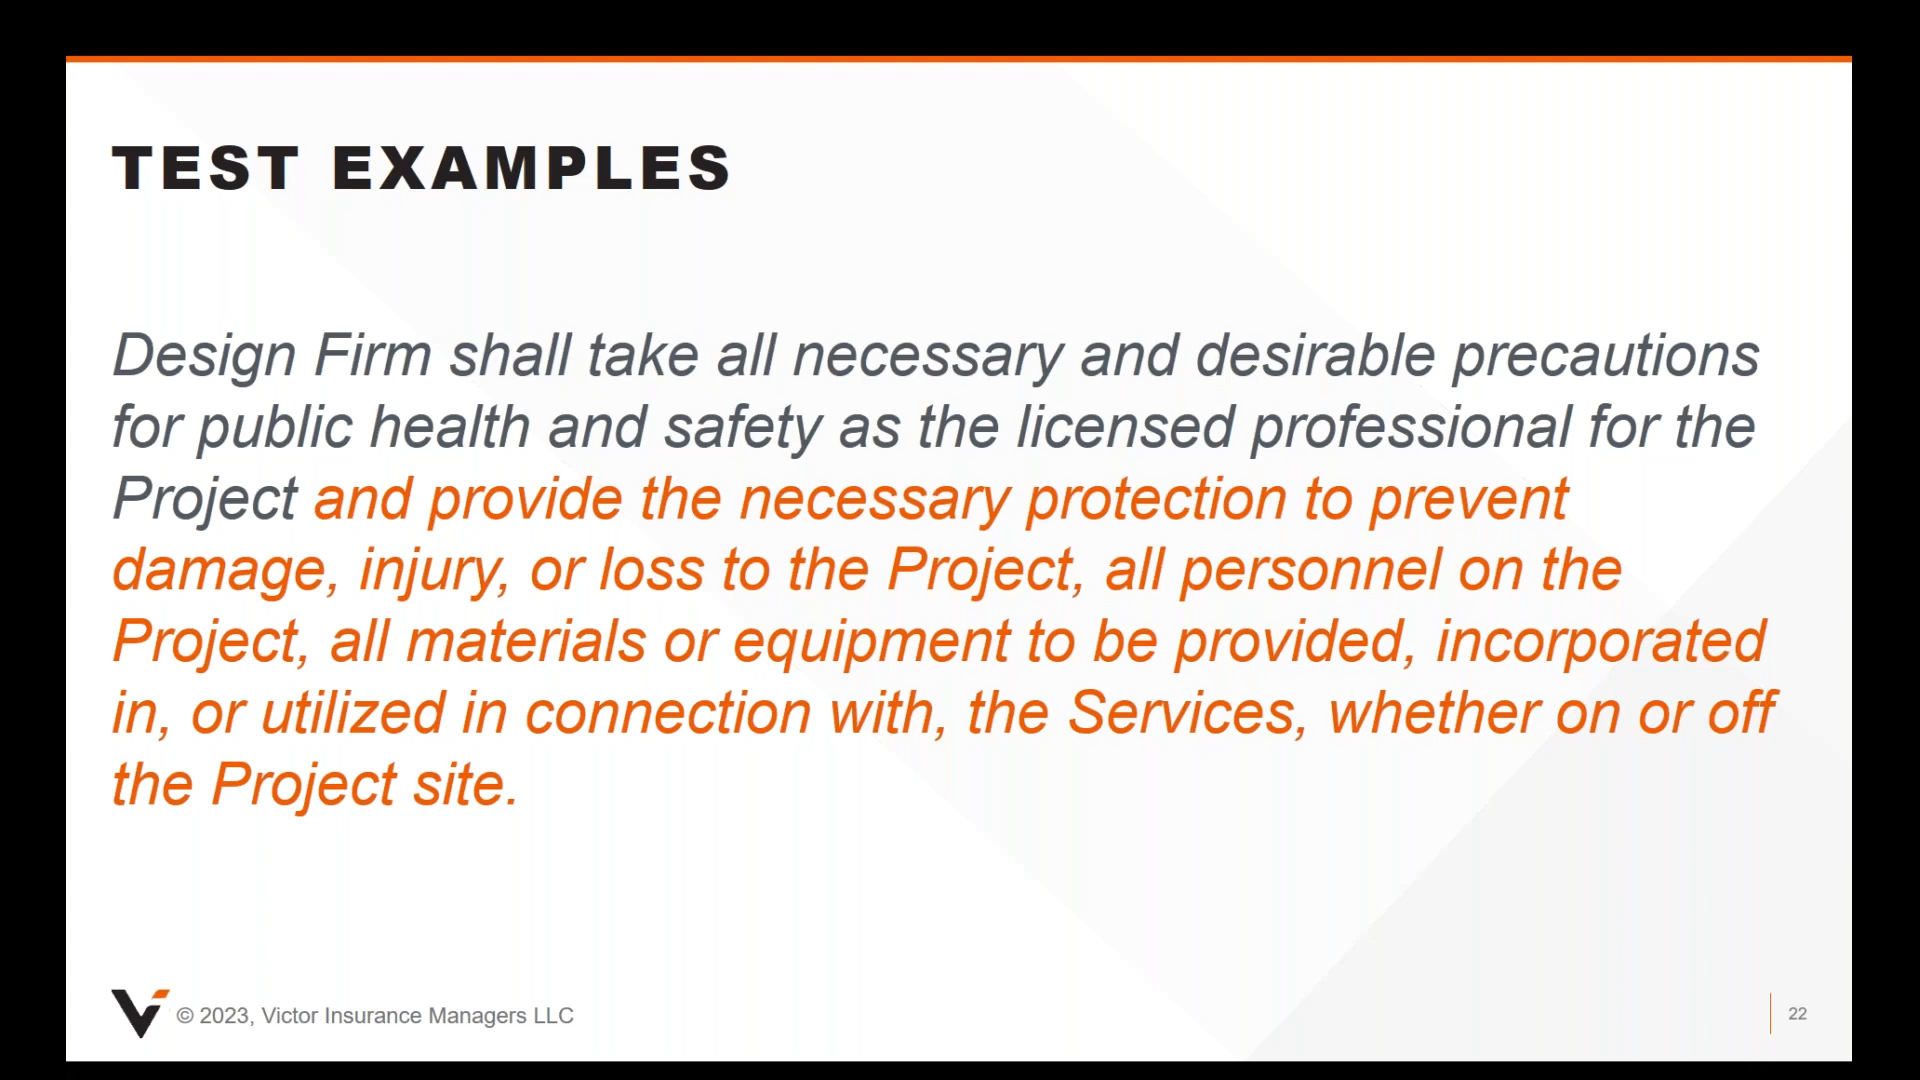 TEST EXAMPLES
Design Firm shall take all necessary and desirable precautions
for public health and safety as the licensed professional for the
Project and provide the necessary protection to prevent
damage, injury, or loss to the Project, all personnel on the
Project, all materials or equipment to be provided, incorporated
in, or utilized in connection with, the Services, whether on or off
the Project site.
© 2023, Victor Insurance Managers LLC
22